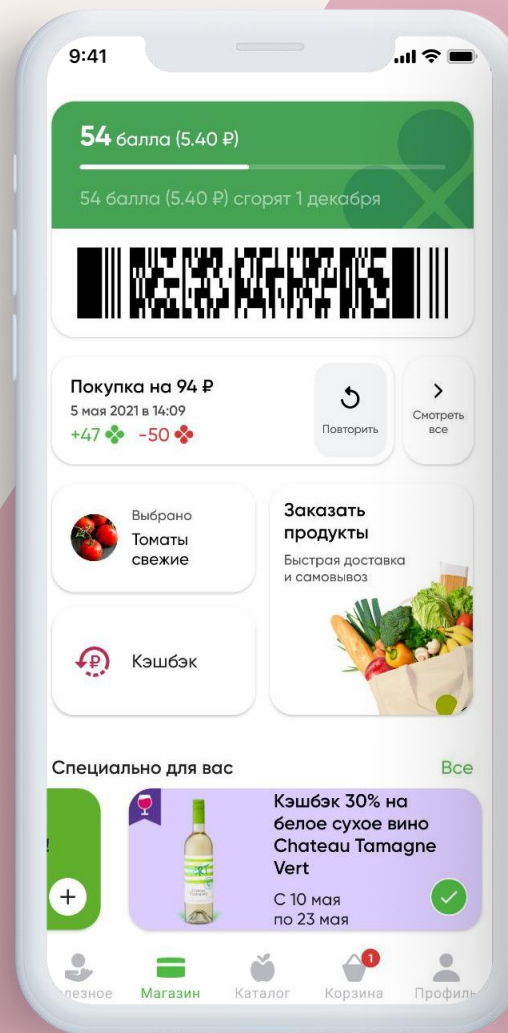 9:41
54 балла (5.40 ₽)
54 балла (5.40 ₽) сгорят 1 декабря
Покупка на 94 ₽
5 мая 2021 в 14:09
+47 -50
Повторить
Смотреть
все
Выбрано
Томаты
свежие
Заказать
продукты
Быстрая доставка
и самовывоз
Кэшбэк
Специально для вас
Все
!
Кэшбэк 30% на
белое сухое вино
Chateau Tamagne
Vert
С 10 мая
по 23 мая
1
лезное
Магазин
Каталог
Корзина
Профиль